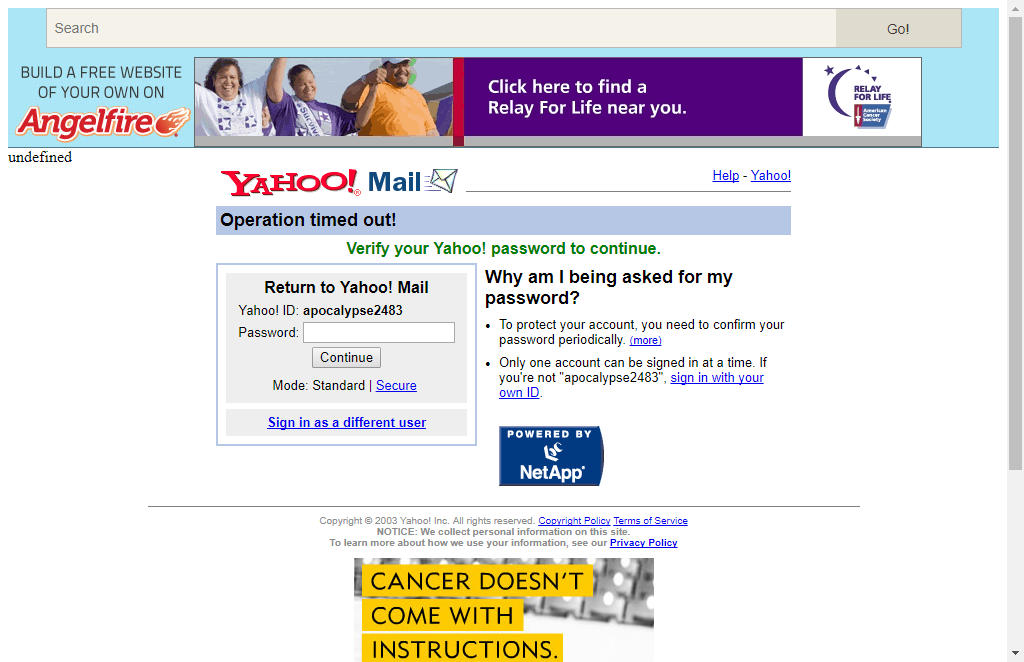 Search
Go!
BUILD A FREE WEBSITE
OF YOUR OWN ON
Angelfire
Click here to find a
Relay For Life near you.
RELAY
FOR LIFE
American
Cancer
Society
undefined
YAHOO! Mail
Help - Yahoo!
Operation timed out!
Verify your Yahoo! password to continue.
Return to Yahoo! Mail
Yahoo! ID: apocalypse2483
Password:
Continue
Mode: Standard | Secure
Sign in as a different user
Why am I being asked for my
password?
• To protect your account, you need to confirm your
password periodically. (more)
• Only one account can be signed in at a time. If
you're not "apocalypse2483", sign in with your
own ID.
POWERED BY
NetApp
Copyright © 2003 Yahoo! Inc. All rights reserved. Copyright Policy Terms of Service
NOTICE: We collect personal information on this site.
To learn more about how we use your information, see our Privacy Policy
CANCER DOESN'T
COME WITH
INSTRUCTIONS.